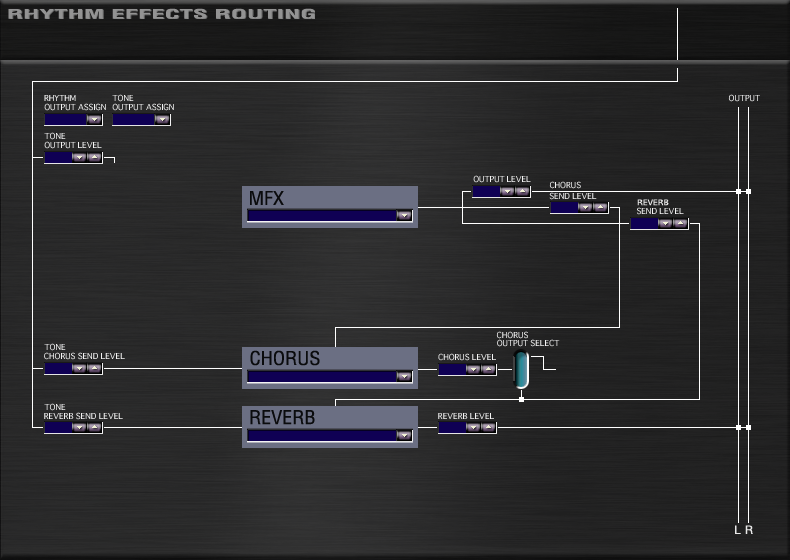 RHYTHM EFFECTS ROUTING
RHYTHM
OUTPUT ASSIGN
TONE
OUTPUT ASSIGN
OUTPUT
TONE
OUTPUT LEVEL
MFX
OUTPUT LEVEL
CHORUS
SEND LEVEL
REVERB
SEND LEVEL
TONE
CHORUS SEND LEVEL
CHORUS
CHORUS LEVEL
CHORUS
OUTPUT SELECT
TONE
REVERB SEND LEVEL
REVERB
REVERB LEVEL
L R